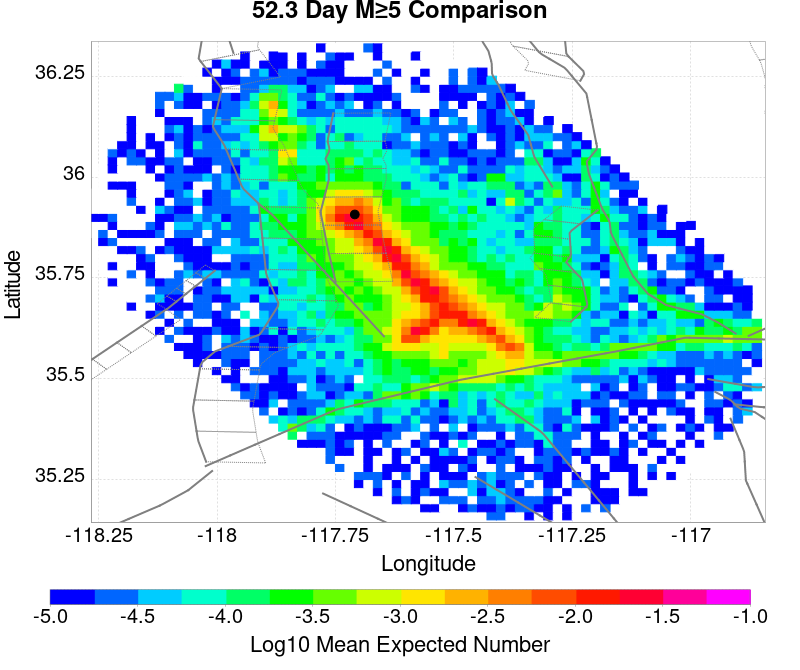 52.3 Day M≥5 Comparison
36.25
36
35.75
35.5
35.25
Latitude
-118.25 -118 -117.75 -117.5 -117.25 -117
Longitude
-5.0 -4.5 -4.0 -3.5 -3.0 -2.5 -2.0 -1.5 -1.0
Log10 Mean Expected Number